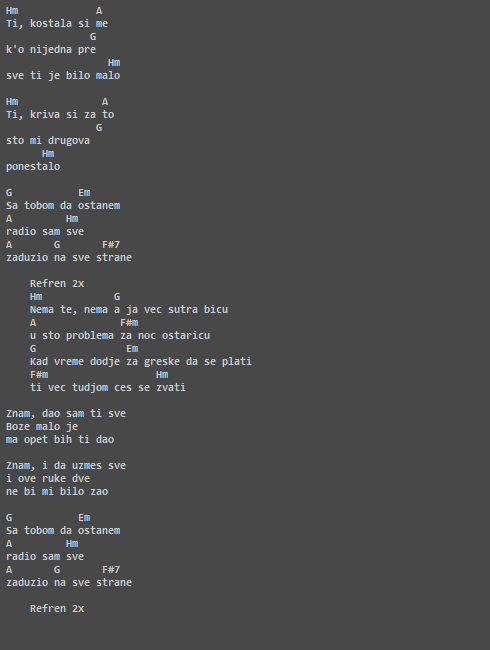 Hm             A
Ti, kostala si me
              G
k'o nijedna pre
                 Hm
sve ti je bilo malo

Hm              A
Ti, kriva si za to
               G
sto mi drugova
      Hm
ponestalo

G           Em
Sa tobom da ostanem
A         Hm
radio sam sve
A       G       F#7
zaduzio na sve strane

    Refren 2x
    Hm            G
    Nema te, nema a ja vec sutra bicu
    A              F#m
    u sto problema za noc ostaricu
    G               Em
    Kad vreme dodje za greske da se plati
    F#m                  Hm
    ti vec tudjom ces se zvati

Znam, dao sam ti sve
Boze malo je
ma opet bih ti dao

Znam, i da uzmes sve
i ove ruke dve
ne bi mi bilo zao

G           Em
Sa tobom da ostanem
A         Hm
radio sam sve
A       G       F#7
zaduzio na sve strane

    Refren 2x